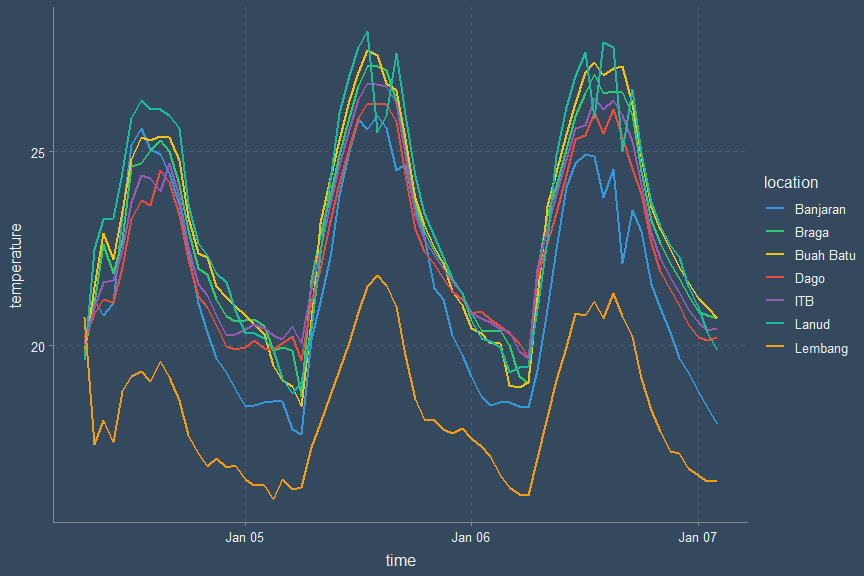 25
20
temperature
Jan 05
Jan 06
Jan 07
time
location
Banjaran
Braga
Buah Batu
Dago
ITB
Lanud
Lembang